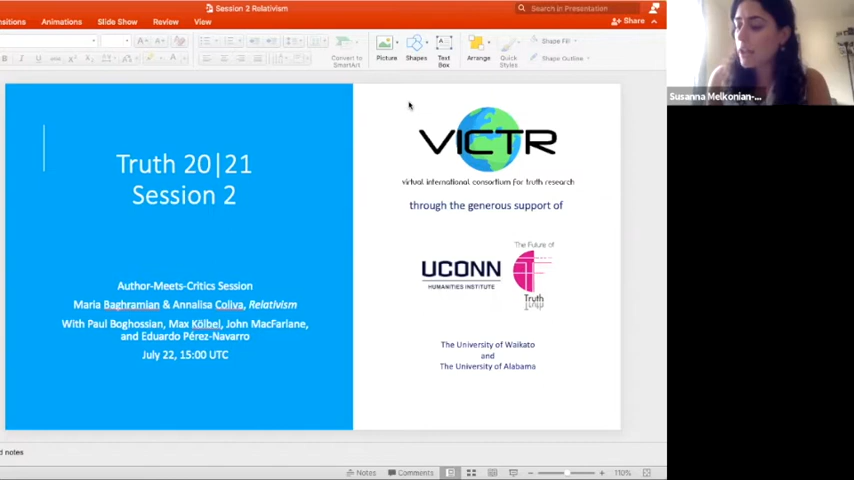 Session 2 Relativism
Search in Presentation
Animations
Slide Show
Review
View
Share
Convert to
SmartArt
Picture
Shapes
Text
Box
Arrange
Quick
Styles
Shape Fill
Shape Outline
Truth 20|21
Session 2
Author-Meets-Critics Session
Maria Baghramian & Annalisa Coliva, Relativism
With Paul Boghossian, Max Kölbel, John MacFarlane,
and Eduardo Pérez-Navarro
July 22, 15:00 UTC
VICTR
virtual international consortium for truth research
through the generous support of
UCONN
HUMANITIES INSTITUTE
The Future of
Truth
The University of Waikato
and
The University of Alabama
Susanna Melkonian-...
notes
Notes
Comments
110%